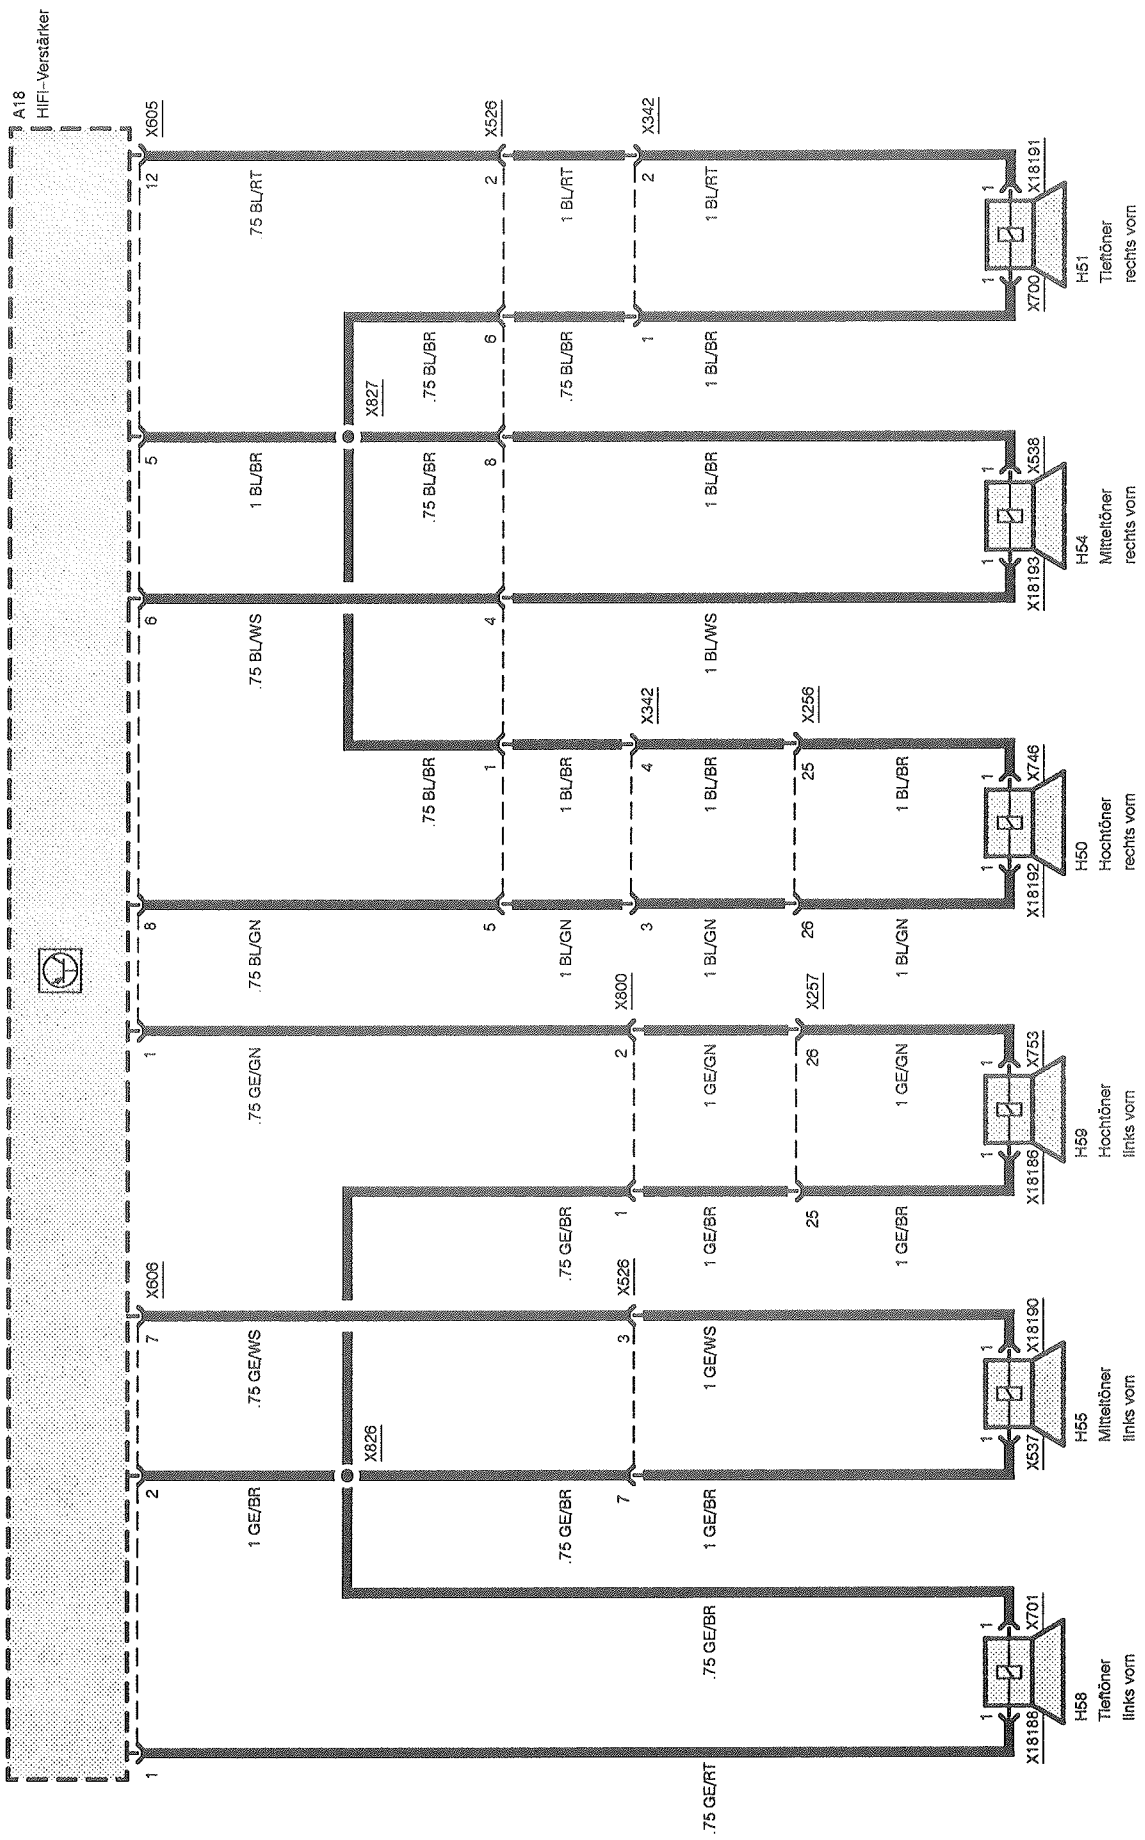 A18
HIFI-Verstärker
X606
X605
1
2
7
1
8
6
5
12
1 GE/BR
.75 GE/WS
.75 GE/GN
.75 BL/GN
.75 BL/WS
1 BL/BR
.75 BL/RT
X826
X827
.75 BL/BR
.75 BL/BR
.75 BL/BR
X526
5
1
4
8
6
2
.75 GE/BR
.75 GE/BR
1 BL/GN
1 BL/BR
.75 BL/BR
1 BL/RT
X526
X800
X342
X342
7
3
1
2
3
4
1
2
.75 GE/RT
.75 GE/BR
1 GE/BR
1 GE/WS
1 GE/BR
1 GE/GN
1 BL/GN
1 BL/BR
1 BL/WS
1 BL/BR
1 BL/BR
1 BL/RT
X257
X256
25
26
26
25
1 GE/BR
1 GE/GN
1 BL/GN
1 BL/BR
1
1
1
1
1
1
1
1
1
1
1
1
X18188
X701
X537
X18190
X18186
X753
X18192
X746
X18193
X538
X700
X18191
H58
Tieftöner
links vorn
H55
Mitteltöner
links vorn
H59
Hochtöner
links vorn
H50
Hochtöner
rechts vorn
H54
Mitteltöner
rechts vorn
H51
Tieftöner
rechts vorn